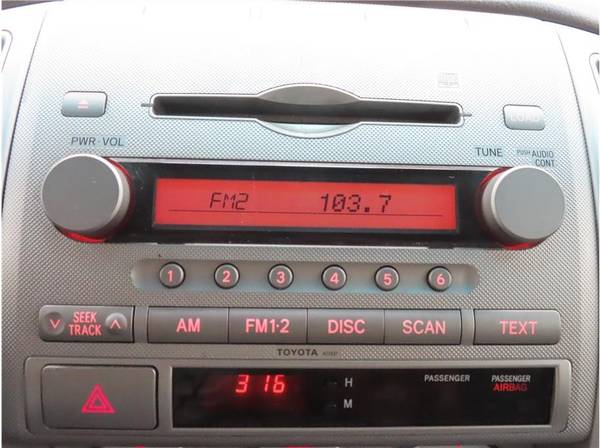 LOAD
PWR·VOL
TUNE
PUSH AUDIO
CONT
FM2 103.7
1 2 3 4 5 6
SEEK
TRACK
AM FM1·2 DISC SCAN TEXT
TOYOTA
3 16 H
M
PASSENGER
PASSENGER
AIRBAG